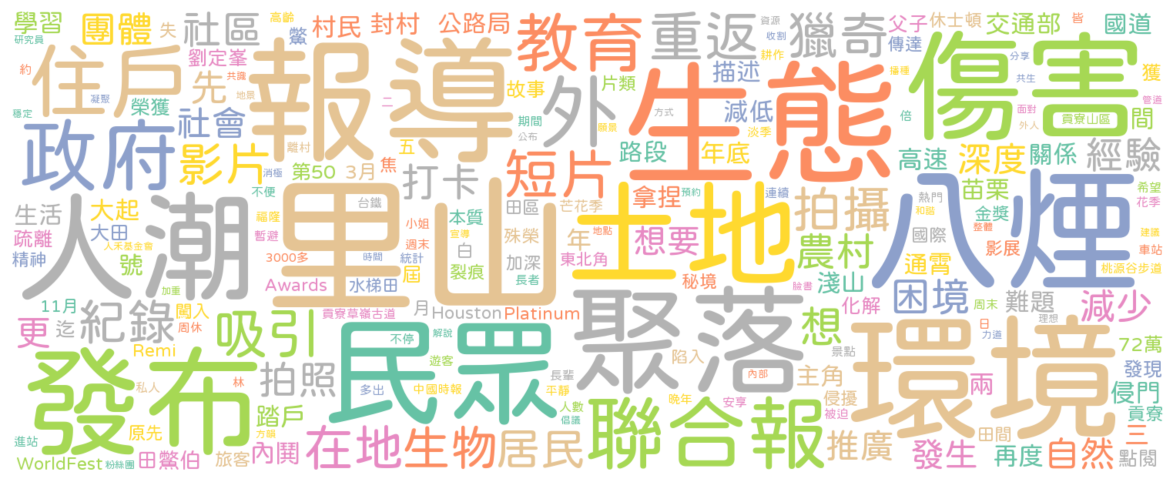 學習 團體 失 社區 高齡 村民 封村 公路局 教育 重返 資源 獵奇 父子 休士頓 皆 交通部 國道
研究員 劉定峯 鱉 收割 傳達 分享
約 住戶 先 共識 報導 故事 片類 外 描述 耕作 生態 播種 傷害 共生 獲
穩定 凝聚 榮獲 地景 二 期間 減低 淡季 倍 面對 管道
政府 社會 五 公布 方式 願景 外人 貢寮山區 間
影片 離村 第50 3月 焦 短片 路段 年底 高速 深度 關係 經驗
消極 打卡 拿捏 預約 連續 八煙 苗栗 熱門 希望
生活 大起 不便 台鐵 里山 田區 芒花季 土地 拍攝 金獎 和諧 花季
疏離 大田 人潮 福隆 小姐 本質 殊榮 年 想要 地點 農村 國際 整體 影展 建議
精神 人禾基金會 號 暫避 宣導 週末 白 東北角 淺山 通霄 車站
3000多 時間 統計 屆 裂痕 加深 長者 秘境 臉書 桃源谷步道
11月 闖入 加重 Awards 水梯田 聚落 化解 困境 周末 難題 減少
更 迄 紀錄 周休 吸引 貢寮草嶺古道 月 Houston Platinum 想 日 理想 72萬
Remi 不停 解說 民眾 遊客 陷入 景點 力道 環境 發現
發布 私人 拍照 林 多出 中國時報 長輩 平靜 內部 主角 兩 侵門
原先 踏戶 方腦 人數 晚年 安享 侵擾 被迫 貢寮
進站 倡議 聯合報 田間 三
WorldFest 粉絲團 田鱉伯 旅客 內鬨 在地 生物 居民 推廣 發生 再度 自然 點閱